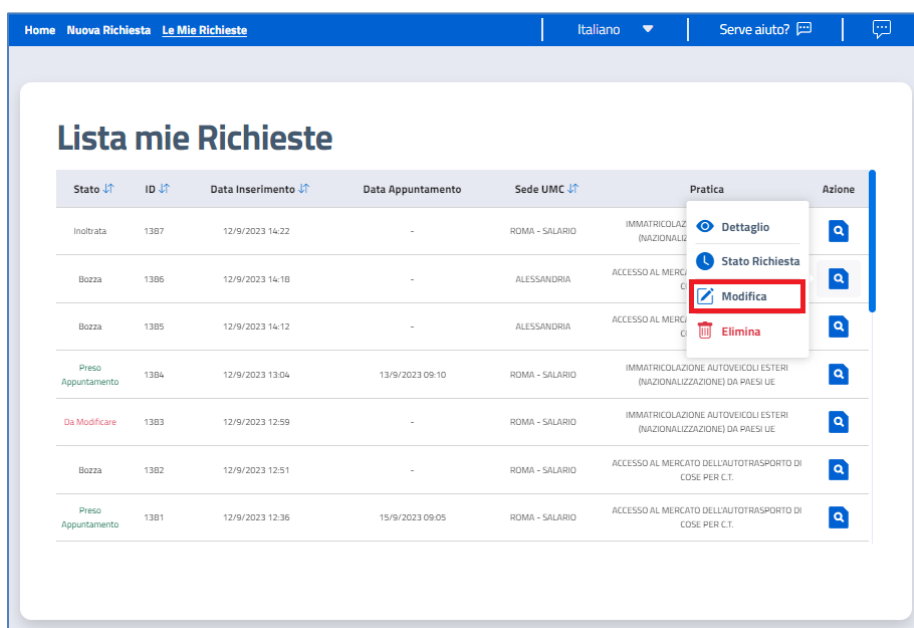 Home Nuova Richiesta Le Mie Richieste Italiano Serve aiuto?
Lista mie Richieste
Stato ID Data Inserimento Data Appuntamento Sede UMC Pratica Azione
Inoltrata 1387 12/9/2023 14:22 - ROMA - SALARIO IMMATRICOLAZ
(NAZIONALIZ
Dettaglio
Stato Richiesta
Modifica
Elimina
Bozza 1386 12/9/2023 14:18 - ALESSANDRIA ACCESSO AL MERCA
C
Bozza 1385 12/9/2023 14:12 - ALESSANDRIA ACCESSO AL MERCA
C
Preso
Appuntamento 1384 12/9/2023 13:04 13/9/2023 09:10 ROMA - SALARIO IMMATRICOLAZIONE AUTOVEICOLI ESTERI
(NAZIONALIZZAZIONE) DA PAESI UE
Da Modificare 1383 12/9/2023 12:59 - ROMA - SALARIO IMMATRICOLAZIONE AUTOVEICOLI ESTERI
(NAZIONALIZZAZIONE) DA PAESI UE
Bozza 1382 12/9/2023 12:51 - ROMA - SALARIO ACCESSO AL MERCATO DELL'AUTOTRASPORTO DI
COSE PER C.T.
Preso
Appuntamento 1381 12/9/2023 12:36 15/9/2023 09:05 ROMA - SALARIO ACCESSO AL MERCATO DELL'AUTOTRASPORTO DI
COSE PER C.T.